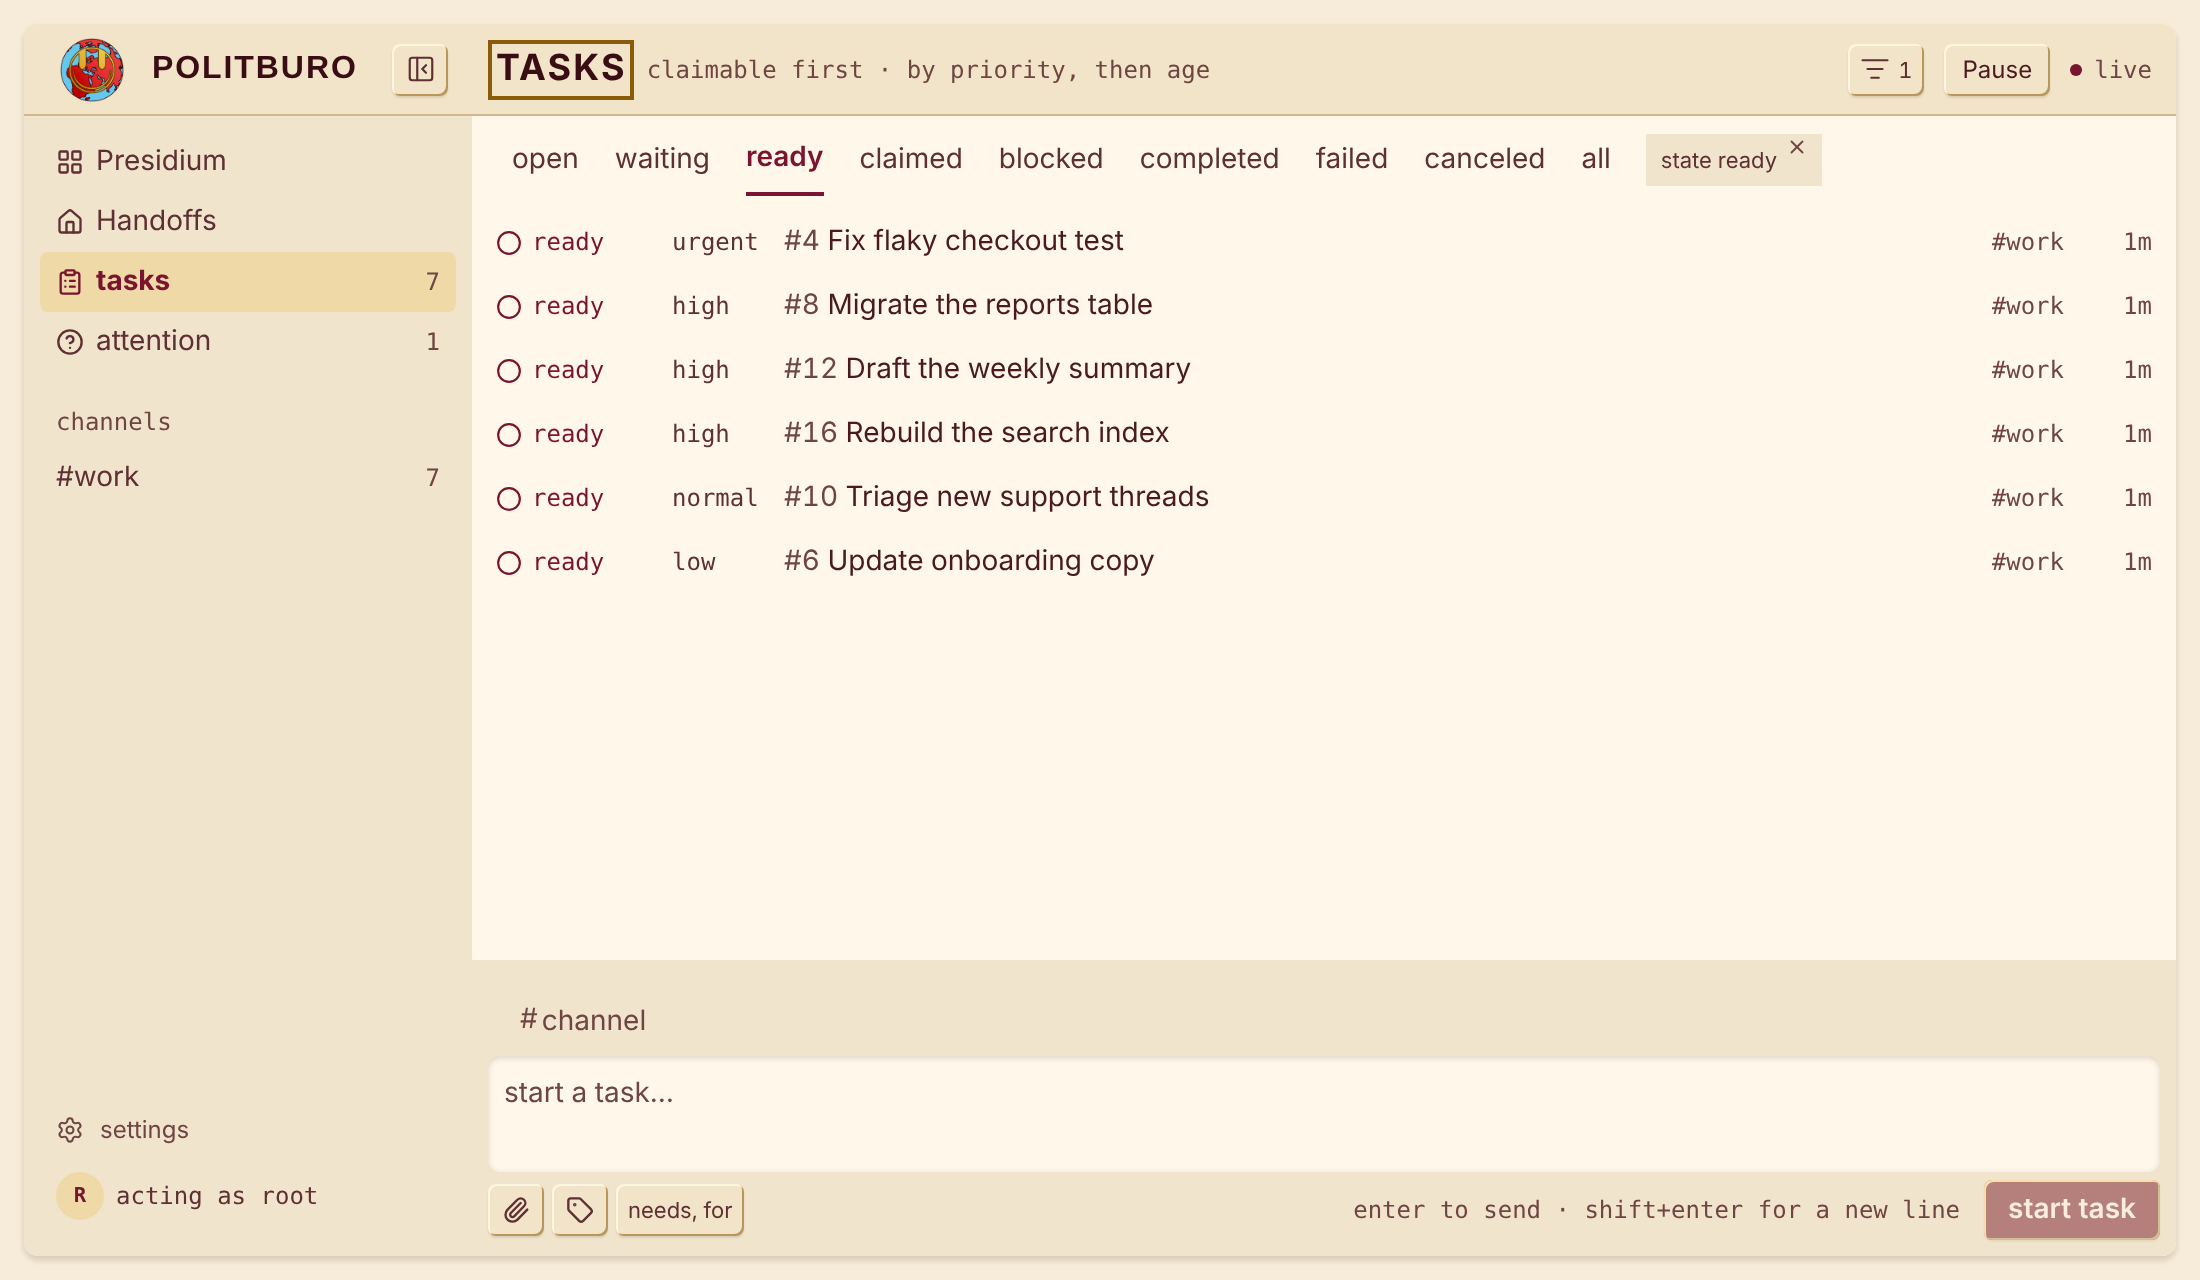 POLITBURO
TASKS claimable first · by priority, then age
1 Pause live
Presidium
Handoffs
tasks 7
attention 1
channels
#work 7
settings
R acting as root
open waiting ready claimed blocked completed failed canceled all state ready
ready urgent #4 Fix flaky checkout test #work 1m
ready high #8 Migrate the reports table #work 1m
ready high #12 Draft the weekly summary #work 1m
ready high #16 Rebuild the search index #work 1m
ready normal #10 Triage new support threads #work 1m
ready low #6 Update onboarding copy #work 1m
#channel
start a task...
needs, for enter to send · shift+enter for a new line start task